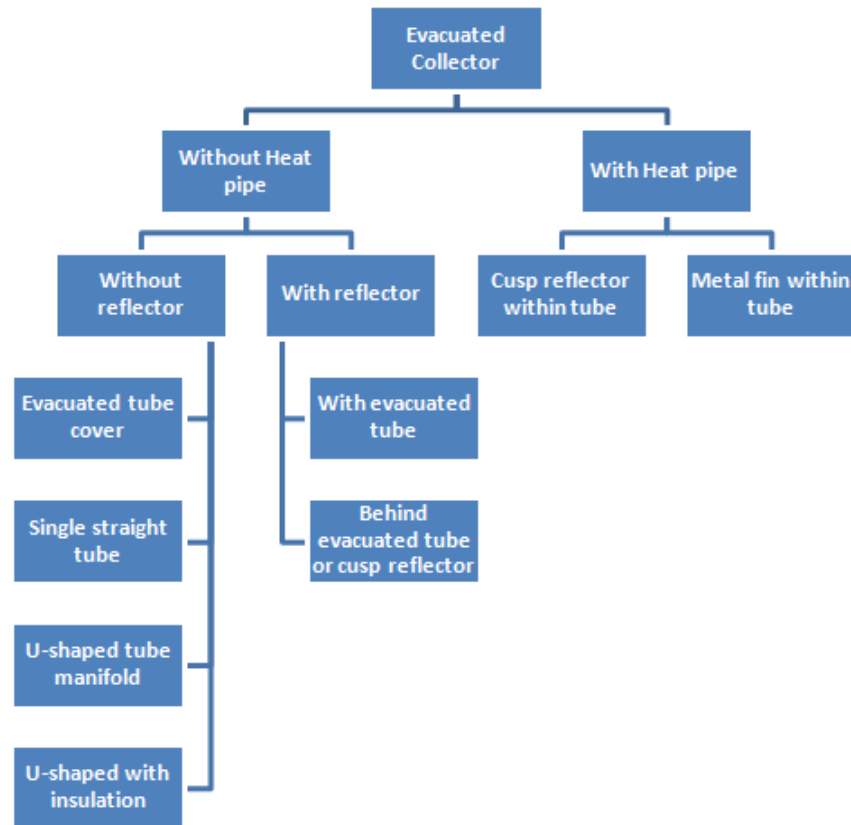 Evacuated
Collector
Without Heat
pipe
With Heat pipe
Without
reflector
With reflector
Cusp reflector
within tube
Metal fin within
tube
Evacuated tube
cover
With evacuated
tube
Single straight
tube
Behind
evacuated tube
or cusp reflector
U-shaped tube
manifold
U-shaped with
insulation